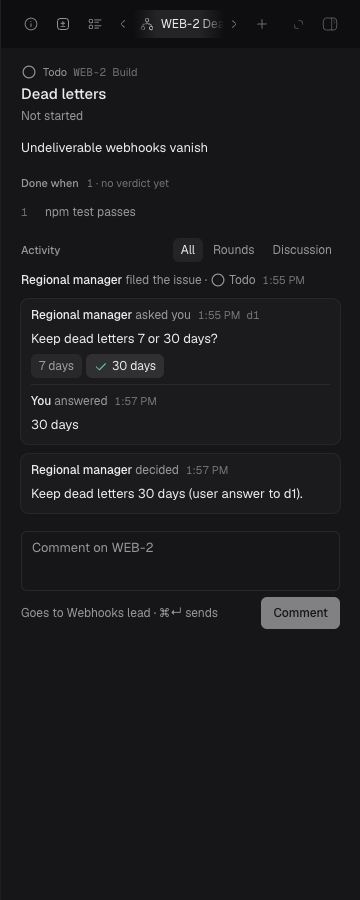 WEB-2 Dea
Todo WEB-2 Build
Dead letters
Not started
Undeliverable webhooks vanish
Done when 1 · no verdict yet
1 npm test passes
Activity All Rounds Discussion
Regional manager filed the issue · Todo 1:55 PM
Regional manager asked you 1:55 PM d1
Keep dead letters 7 or 30 days?
7 days 30 days
You answered 1:57 PM
30 days
Regional manager decided 1:57 PM
Keep dead letters 30 days (user answer to d1).
Comment on WEB-2
Goes to Webhooks lead · ⌘↵ sends Comment